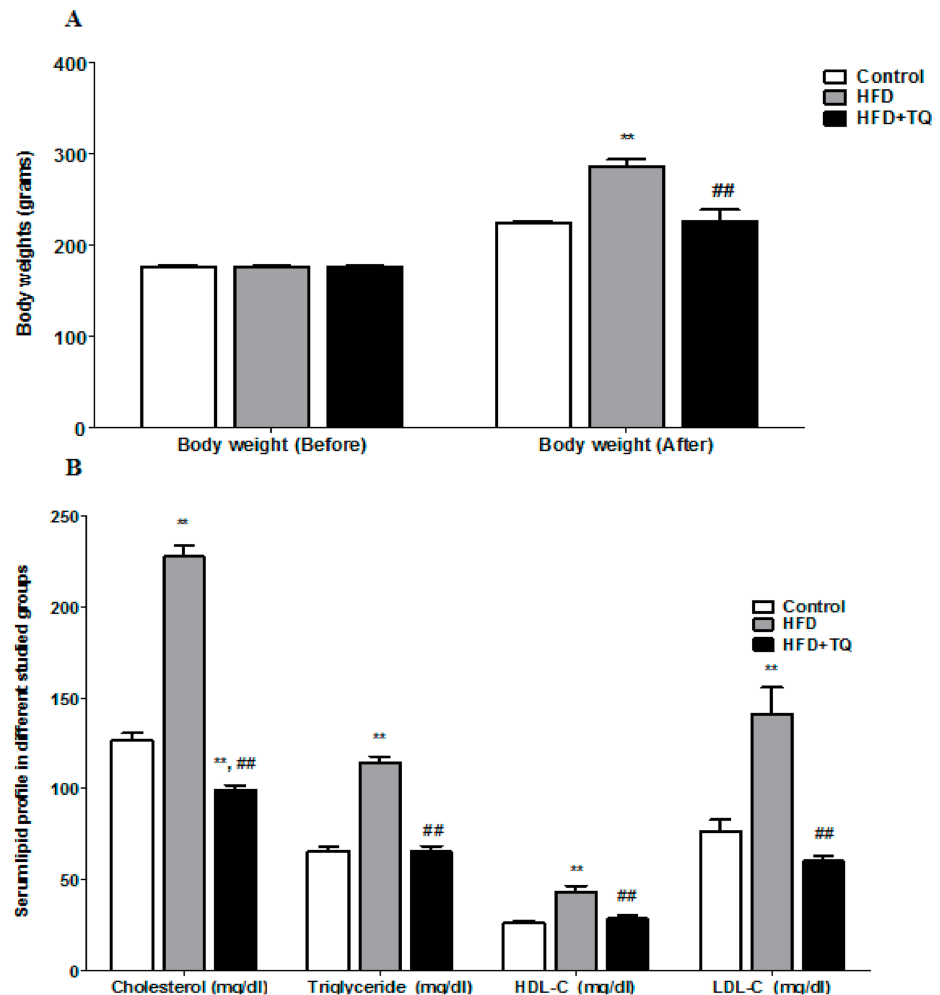 A
400
300
200
100
0
Body weights (grams)
Control
HFD
HFD+TQ
**
##
Body weight (Before)
Body weight (After)
B
250
200
150
100
50
0
Serum lipid profile in different studied groups
Control
HFD
HFD+TQ
**
**, ##
**
##
**
##
**
##
Cholesterol (mg/dl)
Triglyceride (mg/dl)
HDL-C (mg/dl)
LDL-C (mg/dl)